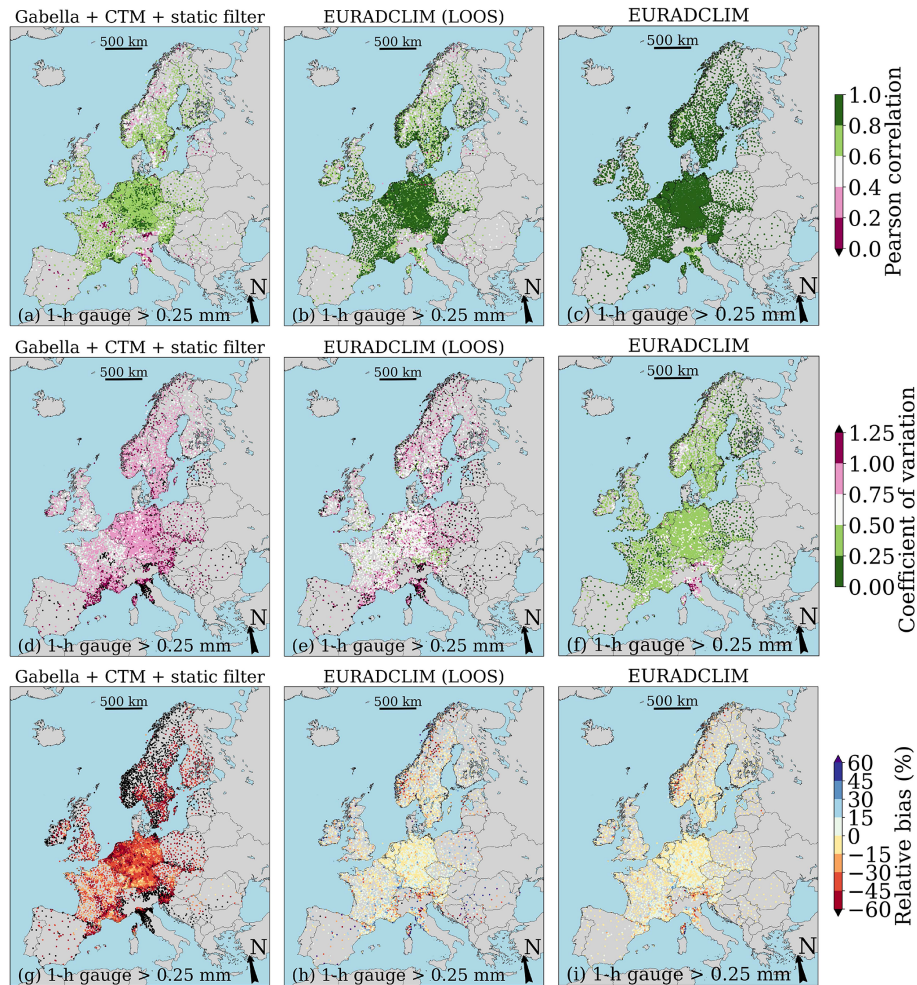 Gabella + CTM + static filter
EURADCLIM (LOOS)
EURADCLIM
500 km
500 km
500 km
N
N
N
(a) 1-h gauge > 0.25 mm
(b) 1-h gauge > 0.25 mm
(c) 1-h gauge > 0.25 mm
1.0
0.8
0.6
0.4
0.2
0.0
Pearson correlation
Gabella + CTM + static filter
EURADCLIM (LOOS)
EURADCLIM
500 km
500 km
500 km
N
N
N
(d) 1-h gauge > 0.25 mm
(e) 1-h gauge > 0.25 mm
(f) 1-h gauge > 0.25 mm
1.25
1.00
0.75
0.50
0.25
0.00
Coefficient of variation
Gabella + CTM + static filter
EURADCLIM (LOOS)
EURADCLIM
500 km
500 km
500 km
N
N
N
(g) 1-h gauge > 0.25 mm
(h) 1-h gauge > 0.25 mm
(i) 1-h gauge > 0.25 mm
60
45
30
15
0
−15
−30
−45
−60
Relative bias (%)